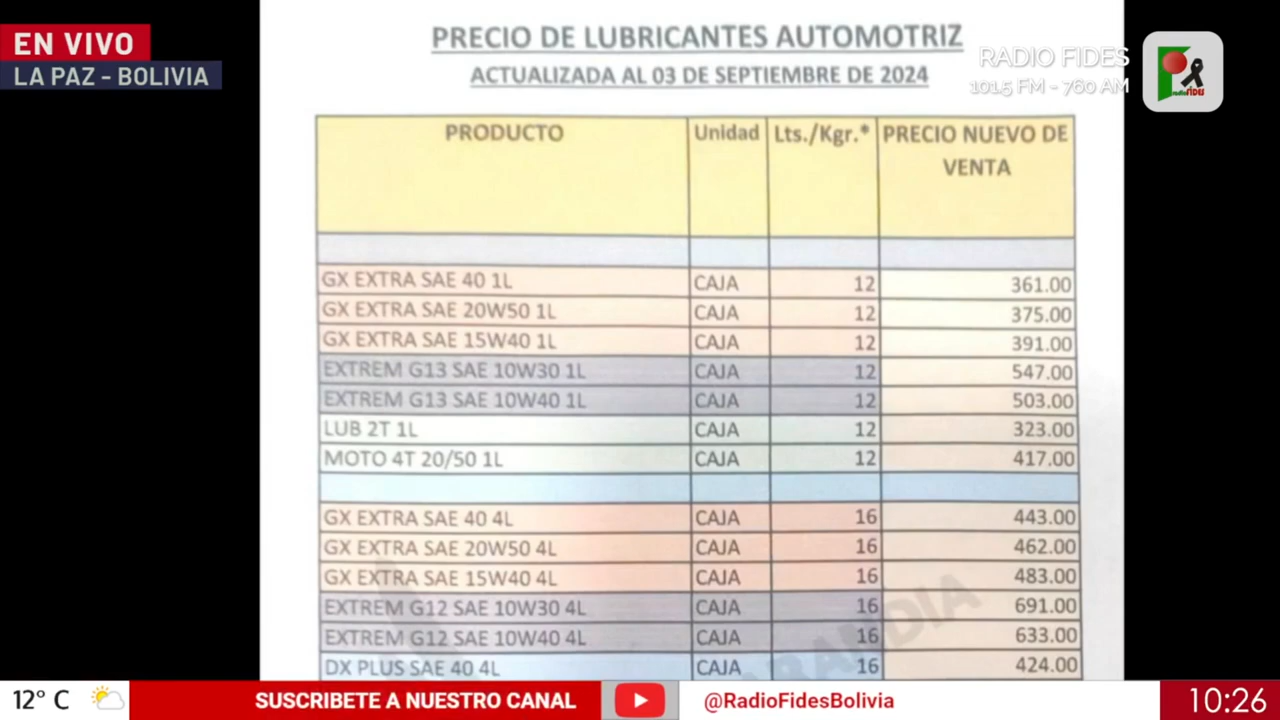 EN VIVO
LA PAZ - BOLIVIA
RADIO FIDES
101.5 FM - 760 AM
radioFIDES
PRECIO DE LUBRICANTES AUTOMOTRIZ
ACTUALIZADA AL 03 DE SEPTIEMBRE DE 2024
PRODUCTO Unidad Lts./Kgr.* PRECIO NUEVO DE VENTA
GX EXTRA SAE 40 1L CAJA 12 361.00
GX EXTRA SAE 20W50 1L CAJA 12 375.00
GX EXTRA SAE 15W40 1L CAJA 12 391.00
EXTREM G13 SAE 10W30 1L CAJA 12 547.00
EXTREM G13 SAE 10W40 1L CAJA 12 503.00
LUB 2T 1L CAJA 12 323.00
MOTO 4T 20/50 1L CAJA 12 417.00
GX EXTRA SAE 40 4L CAJA 16 443.00
GX EXTRA SAE 20W50 4L CAJA 16 462.00
GX EXTRA SAE 15W40 4L CAJA 16 483.00
EXTREM G12 SAE 10W30 4L CAJA 16 691.00
EXTREM G12 SAE 10W40 4L CAJA 16 633.00
DX PLUS SAE 40 4L CAJA 16 424.00
12° C
SUSCRIBETE A NUESTRO CANAL
@RadioFidesBolivia
10:26